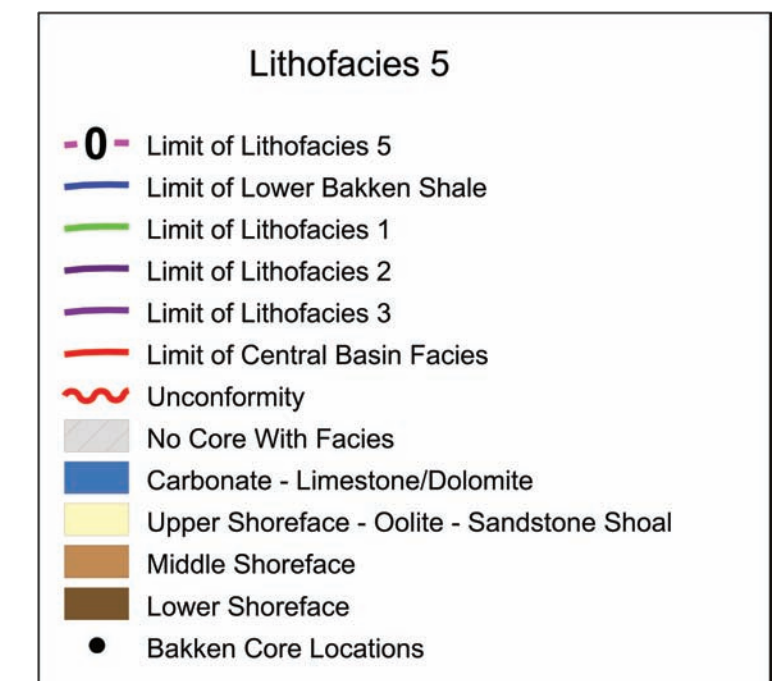 Lithofacies 5
0 Limit of Lithofacies 5
Limit of Lower Bakken Shale
Limit of Lithofacies 1
Limit of Lithofacies 2
Limit of Lithofacies 3
Limit of Central Basin Facies
Unconformity
No Core With Facies
Carbonate - Limestone/Dolomite
Upper Shoreface - Oolite - Sandstone Shoal
Middle Shoreface
Lower Shoreface
Bakken Core Locations